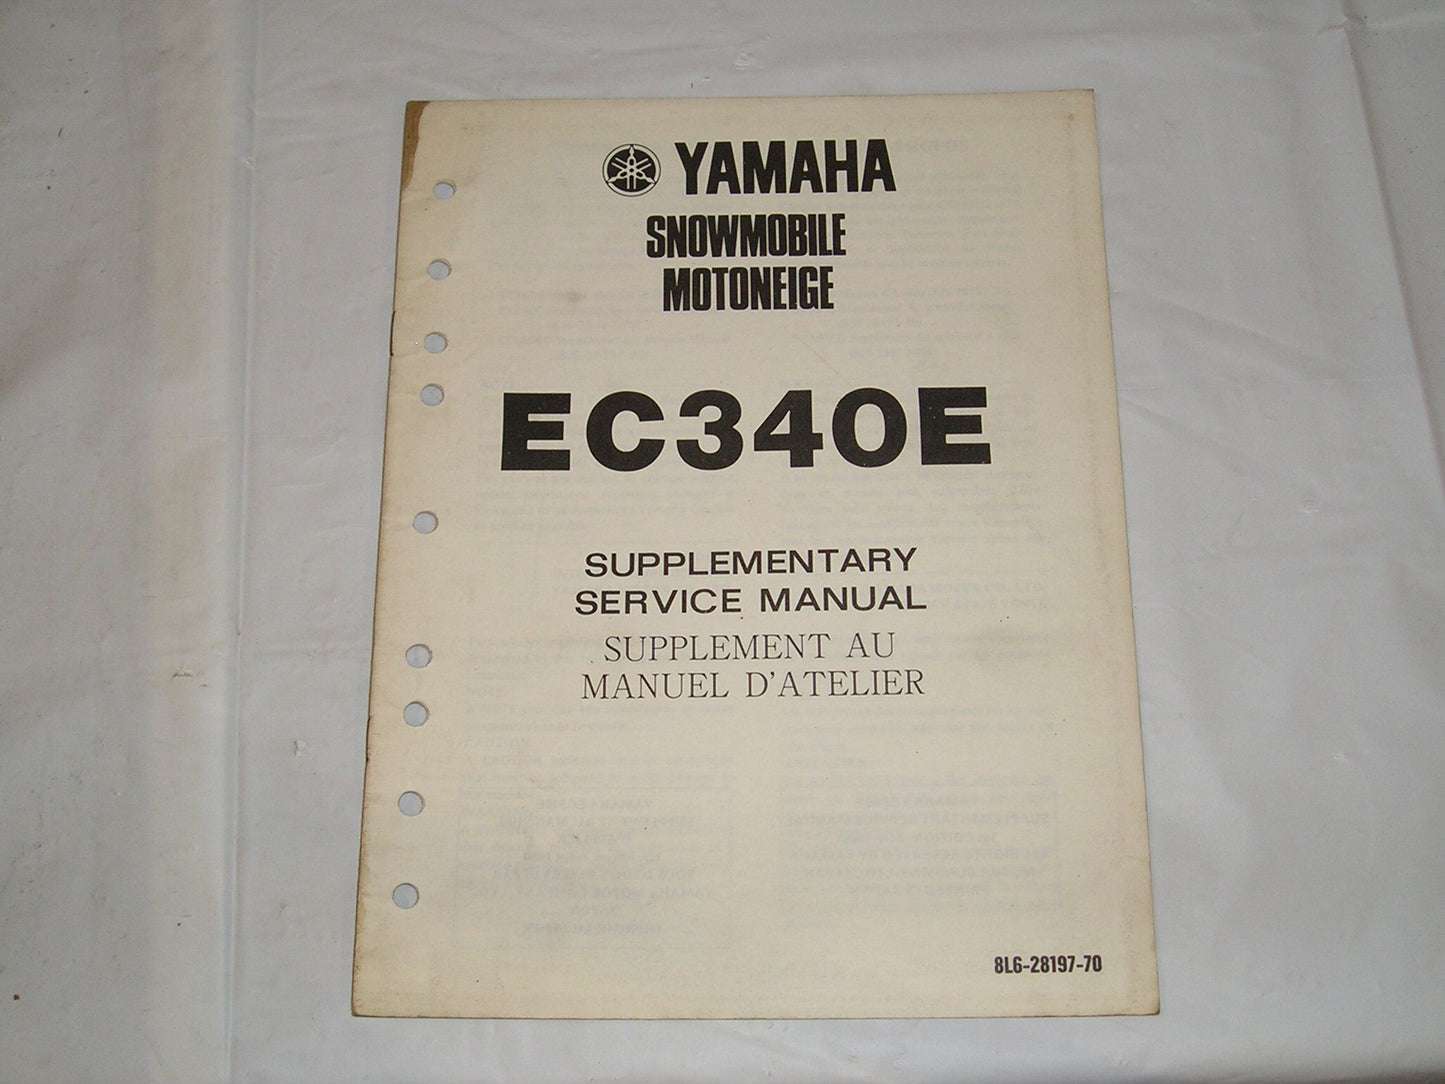 YAMAHA
SNOWMOBILE
MOTONEIGE
EC340E
SUPPLEMENTARY
SERVICE MANUAL
SUPPLEMENT AU
MANUEL D'ATELIER
8L6-28197-70